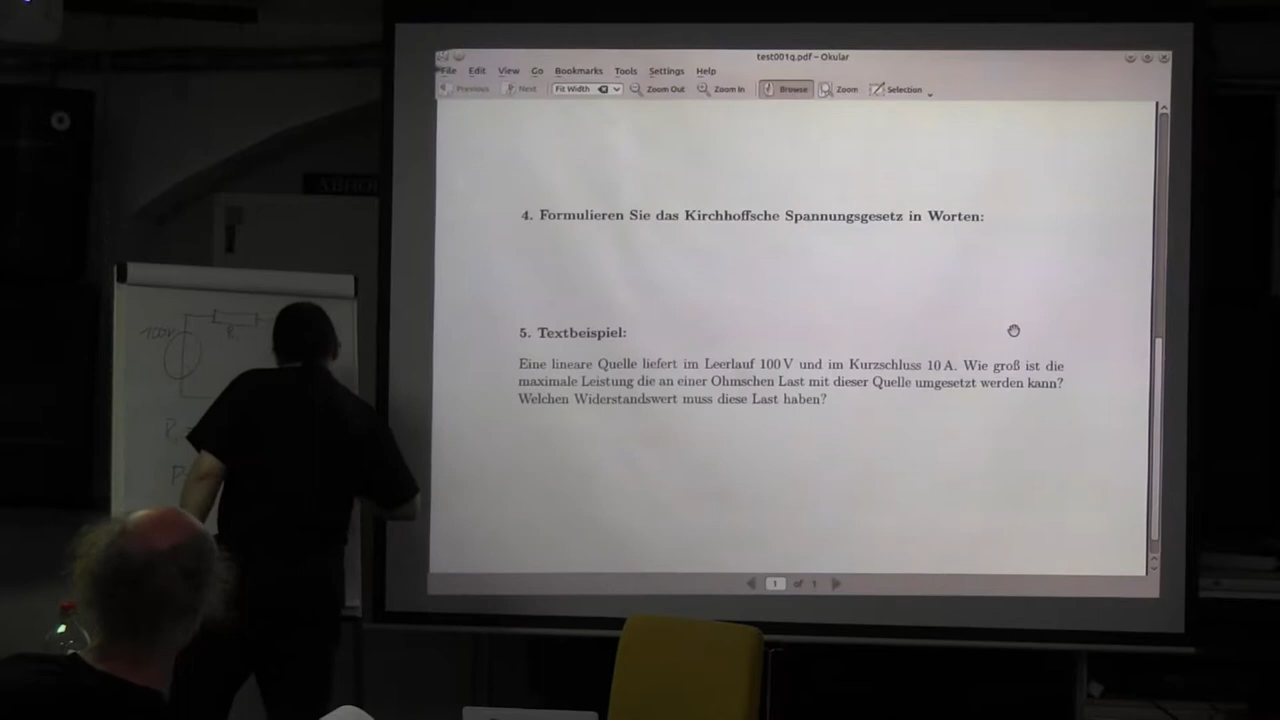 test001q.pdf – Okular
File Edit View Go Bookmarks Tools Settings Help
Previous Next Fit Width Zoom Out Zoom In Browse Zoom Selection
4. Formulieren Sie das Kirchhoffsche Spannungsgesetz in Worten:
5. Textbeispiel:
Eine lineare Quelle liefert im Leerlauf 100 V und im Kurzschluss 10 A. Wie groß ist die
maximale Leistung die an einer Ohmschen Last mit dieser Quelle umgesetzt werden kann?
Welchen Widerstandswert muss diese Last haben?
1 of 1
100V